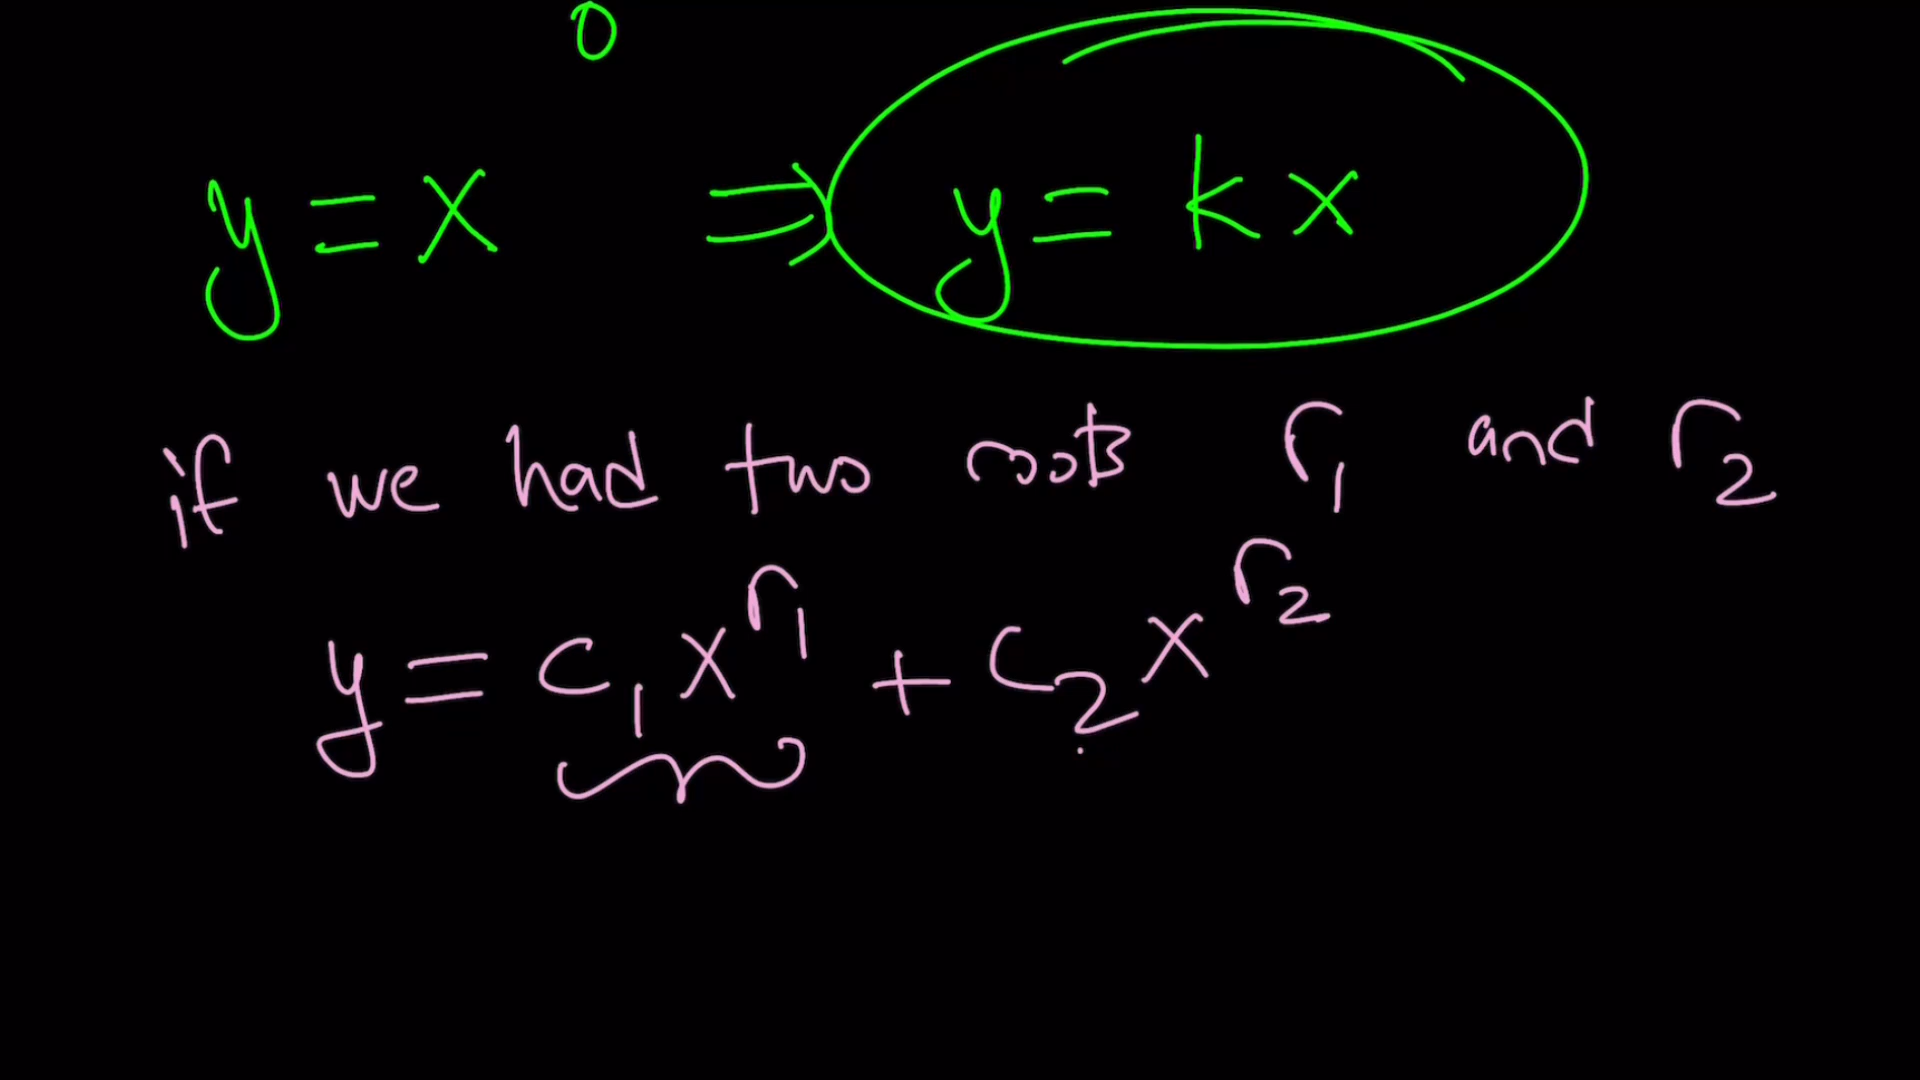 0
y = x ⇒ y = kx
if we had two roots r₁ and r₂
y = c₁x^r₁ + c₂x^r₂